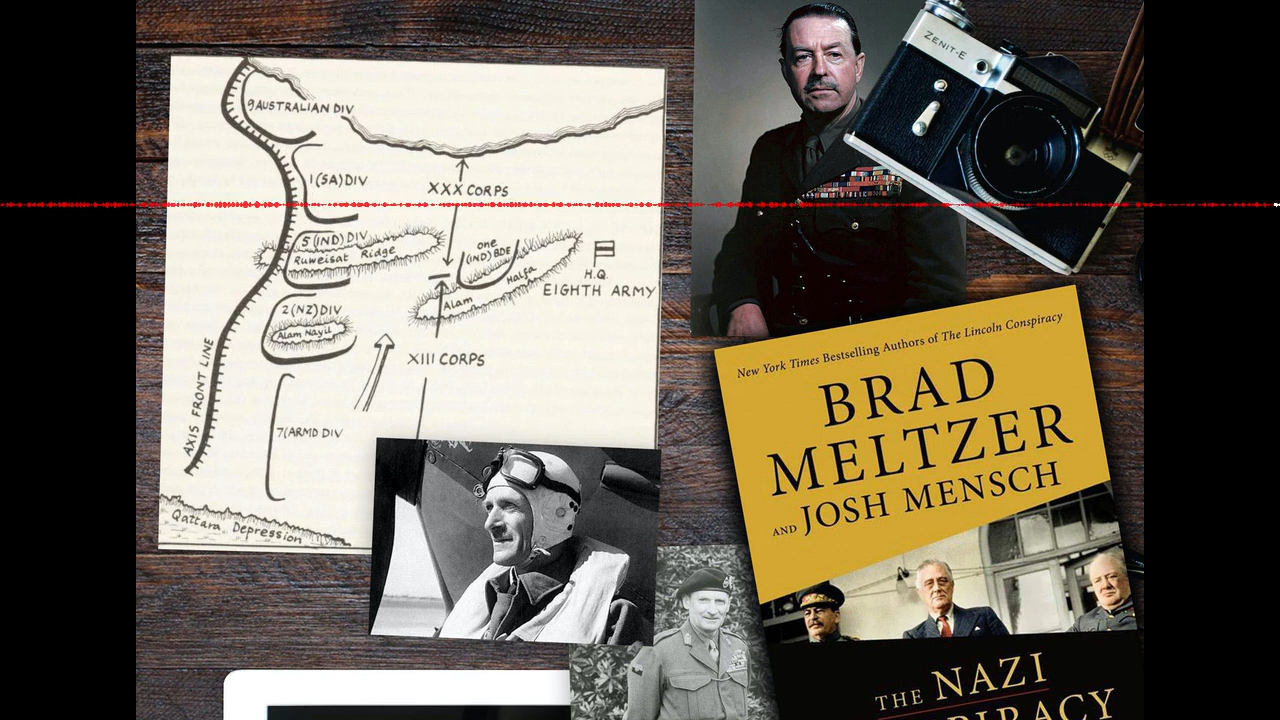 9 AUSTRALIAN DIV
1 (SA) DIV
XXX CORPS
5 (IND) DIV
Ruweisat Ridge
one
(IND) BDE
Alam Halfa
H.Q.
EIGHTH ARMY
2 (NZ) DIV
Alam Nayil
XIII CORPS
AXIS FRONT LINE
7 (ARMD DIV
Qattara Depression
ZENIT-E
New York Times Bestselling Authors of The Lincoln Conspiracy
BRAD
MELTZER
AND JOSH MENSCH
THE NAZI